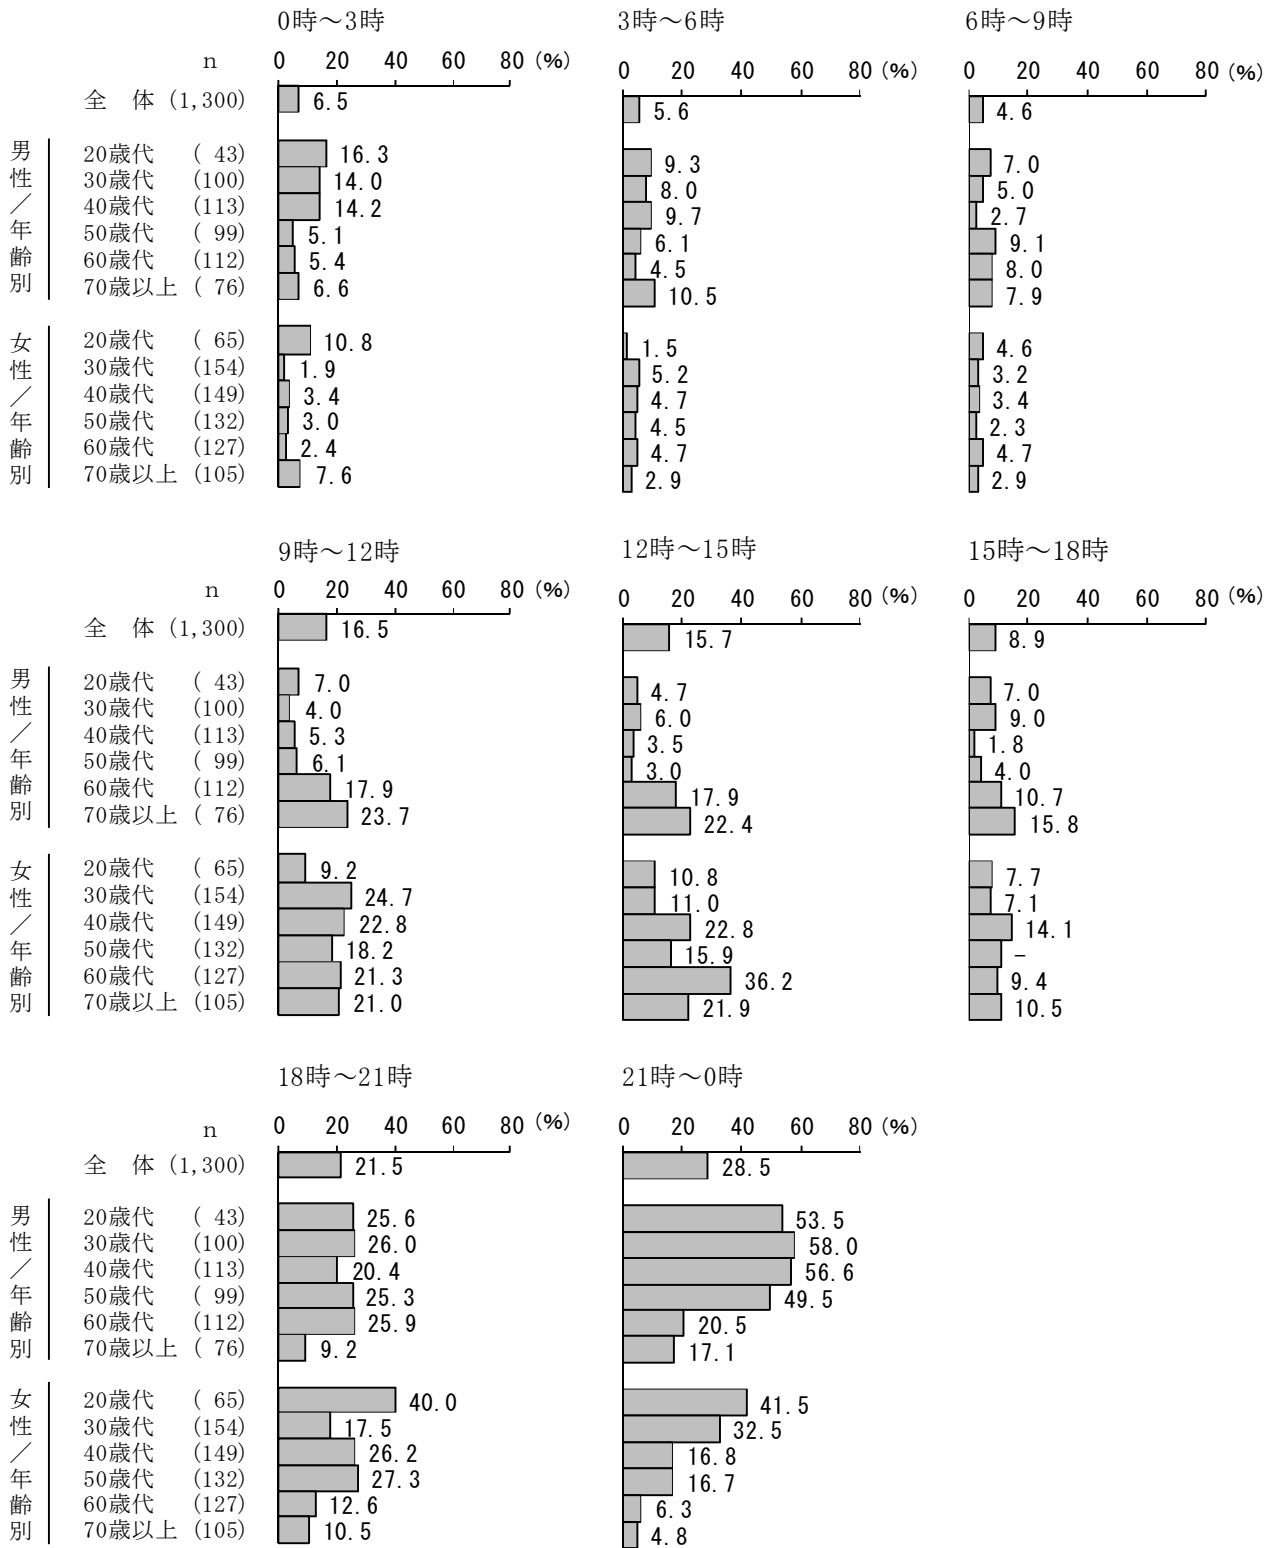 0時～3時 3時～6時 6時～9時
n 0 20 40 60 80 (%) 0 20 40 60 80 (%) 0 20 40 60 80 (%)
全 体 (1,300) 6.5 5.6 4.6
男性／年齢別
20歳代 ( 43) 16.3 9.3 7.0
30歳代 (100) 14.0 8.0 5.0
40歳代 (113) 14.2 9.7 2.7
50歳代 ( 99) 5.1 6.1 9.1
60歳代 (112) 5.4 4.5 8.0
70歳以上 ( 76) 6.6 10.5 7.9
女性／年齢別
20歳代 ( 65) 10.8 1.5 4.6
30歳代 (154) 1.9 5.2 3.2
40歳代 (149) 3.4 4.7 3.4
50歳代 (132) 3.0 4.5 2.3
60歳代 (127) 2.4 4.7 4.7
70歳以上 (105) 7.6 2.9 2.9
9時～12時 12時～15時 15時～18時
n 0 20 40 60 80 (%) 0 20 40 60 80 (%) 0 20 40 60 80 (%)
全 体 (1,300) 16.5 15.7 8.9
男性／年齢別
20歳代 ( 43) 7.0 4.7 7.0
30歳代 (100) 4.0 6.0 9.0
40歳代 (113) 5.3 3.5 1.8
50歳代 ( 99) 6.1 3.0 4.0
60歳代 (112) 17.9 17.9 10.7
70歳以上 ( 76) 23.7 22.4 15.8
女性／年齢別
20歳代 ( 65) 9.2 10.8 7.7
30歳代 (154) 24.7 11.0 7.1
40歳代 (149) 22.8 22.8 14.1
50歳代 (132) 18.2 15.9 -
60歳代 (127) 21.3 36.2 9.4
70歳以上 (105) 21.0 21.9 10.5
18時～21時 21時～0時
n 0 20 40 60 80 (%) 0 20 40 60 80 (%)
全 体 (1,300) 21.5 28.5
男性／年齢別
20歳代 ( 43) 25.6 53.5
30歳代 (100) 26.0 58.0
40歳代 (113) 20.4 56.6
50歳代 ( 99) 25.3 49.5
60歳代 (112) 25.9 20.5
70歳以上 ( 76) 9.2 17.1
女性／年齢別
20歳代 ( 65) 40.0 41.5
30歳代 (154) 17.5 32.5
40歳代 (149) 26.2 16.8
50歳代 (132) 27.3 16.7
60歳代 (127) 12.6 6.3
70歳以上 (105) 10.5 4.8